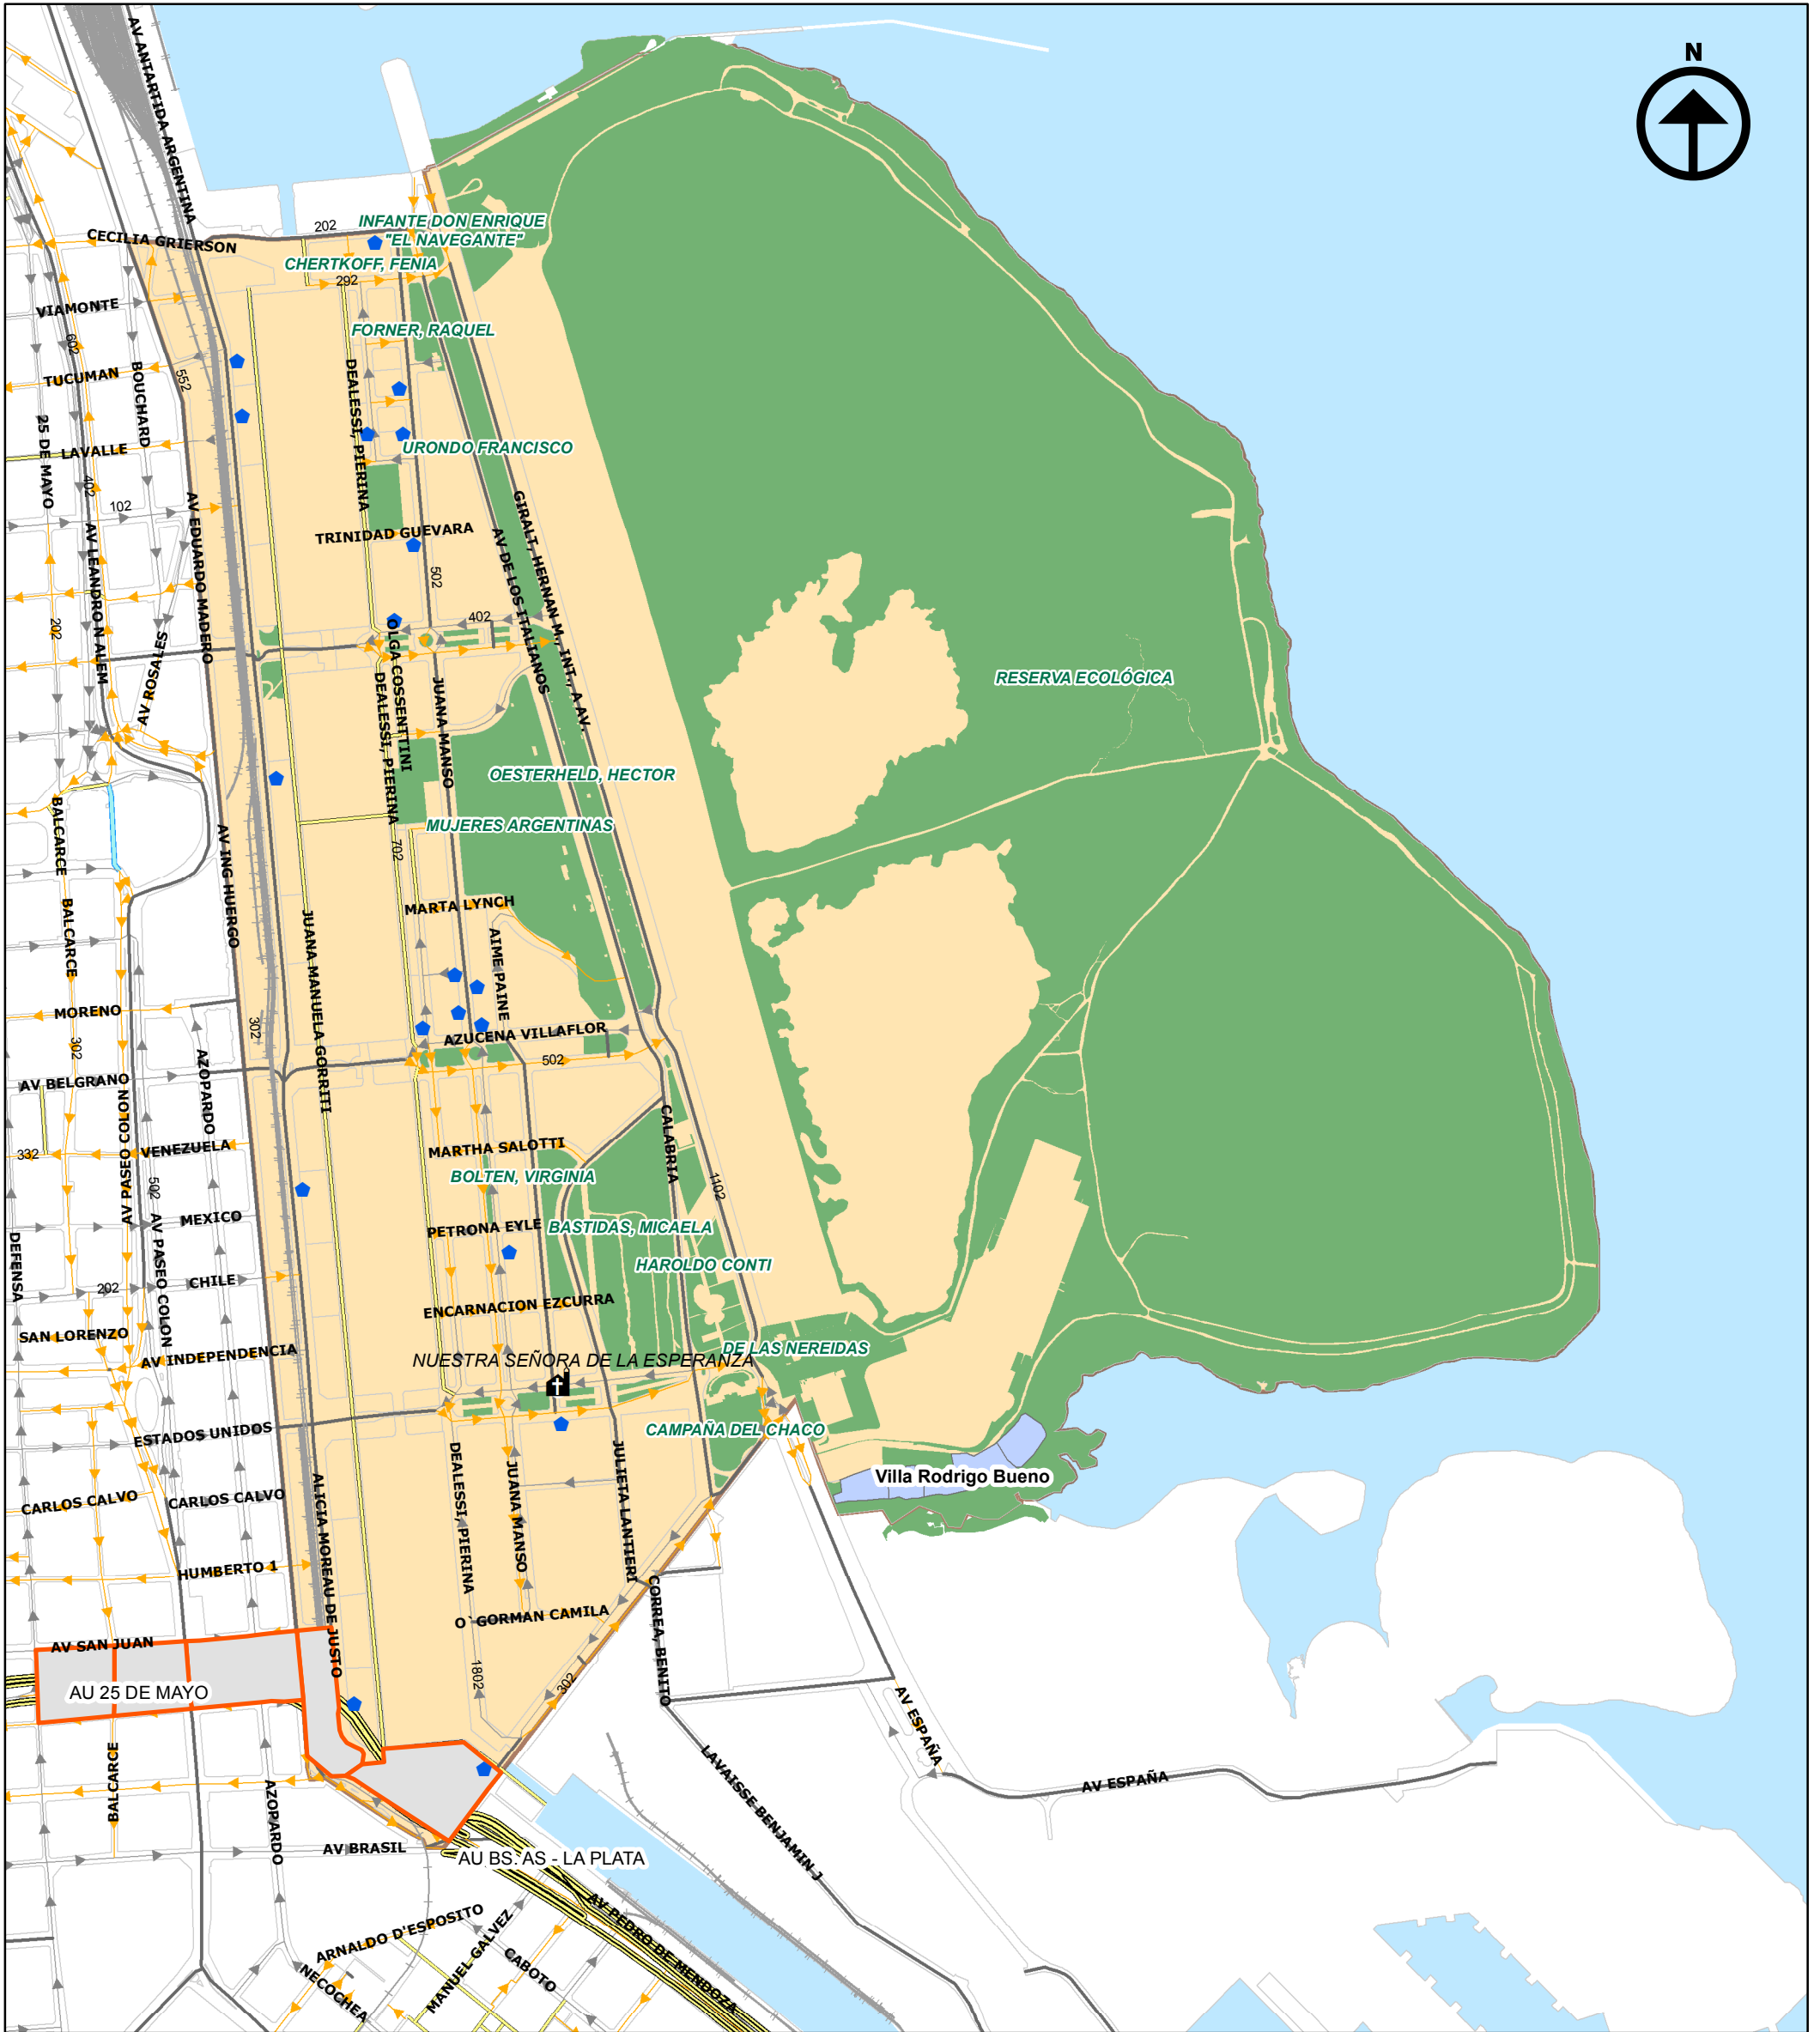 N
AV ANTARTIDA ARGENTINA
202
INFANTE DON ENRIQUE
"EL NAVEGANTE"
CECILIA GRIERSON
CHERTKOFF, FENIA
292
VIAMONTE
FORNER, RAQUEL
602
TUCUMAN
BOUCHARD
552
DEALESSI, PIERINA
25 DE MAYO
LAVALLE
URONDO FRANCISCO
402
102
AV EDUARDO MADERO
AV LEANDRO N ALEM
TRINIDAD GUEVARA
GIRALT, HERNAN M., INT., A AV.
AV DE LOS ITALIANOS
502
402
202
AV ROSALES
OLGA COSSENTTINI
DEALESSI, PIERINA
JUANA MANSO
RESERVA ECOLÓGICA
OESTERHELD, HECTOR
BALCARCE
MUJERES ARGENTINAS
AV ING HUERGO
702
BALCARCE
MARTA LYNCH
JUANA MANUELA GORRITI
AIME PAINE
MORENO
302
302
AZUCENA VILLAFLOR
502
AZOPARDO
AV BELGRANO
AV PASEO COLON
CALABRIA
VENEZUELA
332
MARTHA SALOTTI
BOLTEN, VIRGINIA
1102
502
MEXICO
AV PASEO COLON
PETRONA EYLE
BASTIDAS, MICAELA
DEFENSA
HAROLDO CONTI
CHILE
202
ENCARNACION EZCURRA
SAN LORENZO
AV INDEPENDENCIA
DE LAS NEREIDAS
NUESTRA SEÑORA DE LA ESPERANZA
ESTADOS UNIDOS
CAMPAÑA DEL CHACO
DEALESSI, PIERINA
JUANA MANSO
JULIETA LANTIERI
Villa Rodrigo Bueno
ALICIA MOREAU DE JUSTO
CARLOS CALVO
CARLOS CALVO
HUMBERTO 1
CORREA, BENITO
O`GORMAN CAMILA
AV SAN JUAN
1802
302
AU 25 DE MAYO
AV ESPAÑA
LAVAISSE BENJAMIN J
AV ESPAÑA
BALCARCE
AZOPARDO
AV BRASIL
AU BS. AS - LA PLATA
AV PEDRO DE MENDOZA
ARNALDO D'ESPOSITO
MANUEL GALVEZ
CABOTO
NECOCHEA